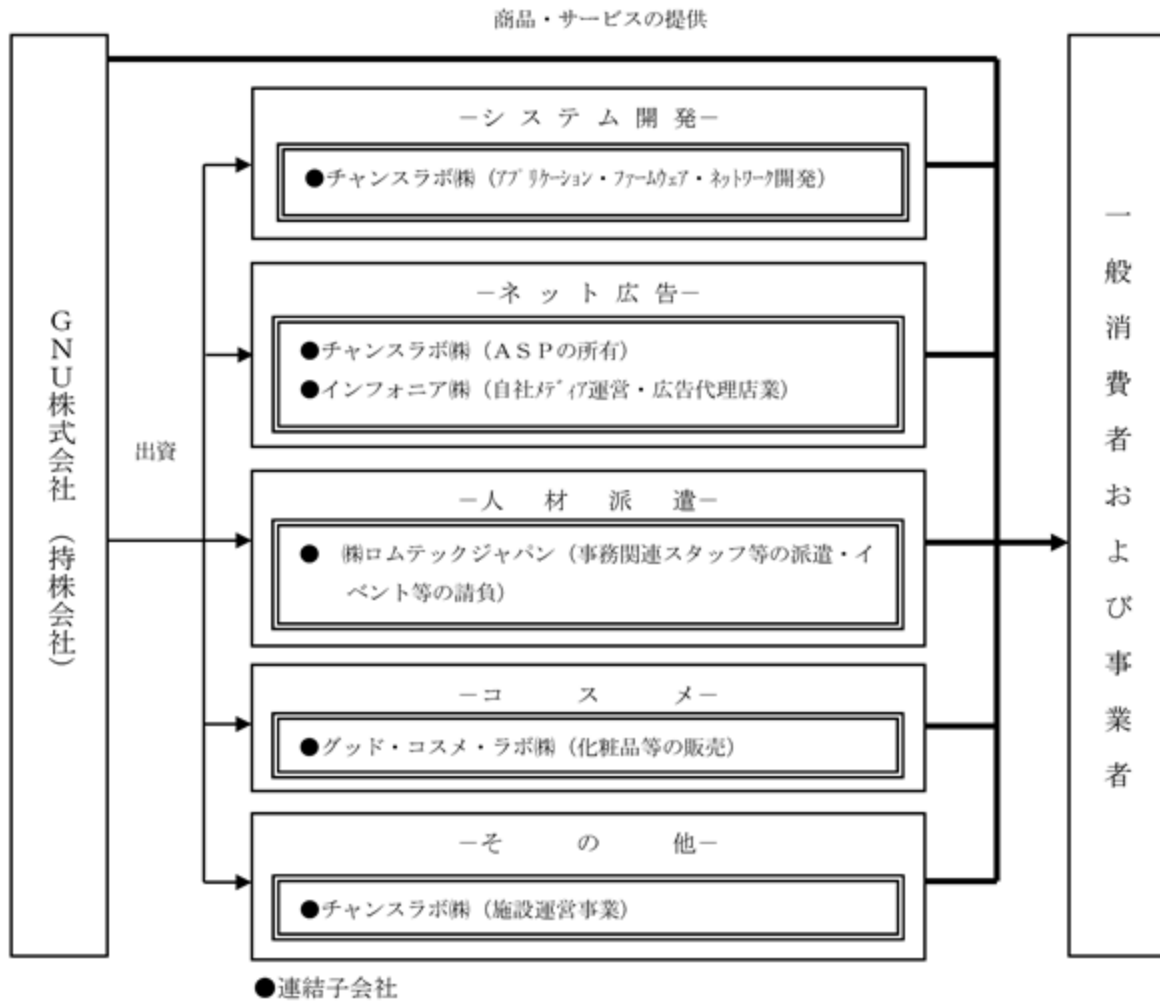 商品・サービスの提供
GNU株式会社　（持株会社）
出資
－シ ス テ ム 開 発－
●チャンスラボ㈱（ｱﾌﾟﾘｹｰｼｮﾝ・ﾌｧｰﾑｳｪｱ・ﾈｯﾄﾜｰｸ開発）
－ネ ッ ト 広 告－
●チャンスラボ㈱（ＡＳＰの所有）
●インフォニア㈱（自社ﾒﾃﾞｨｱ運営・広告代理店業）
－人　材　派　遣－
●　㈱ロムテックジャパン（事務関連スタッフ等の派遣・イ
ベント等の請負）
－コ　　ス　　メ－
●グッド・コスメ・ラボ㈱（化粧品等の販売）
－そ　　の　　他－
●チャンスラボ㈱（施設運営事業）
●連結子会社
一般消費者および事業者